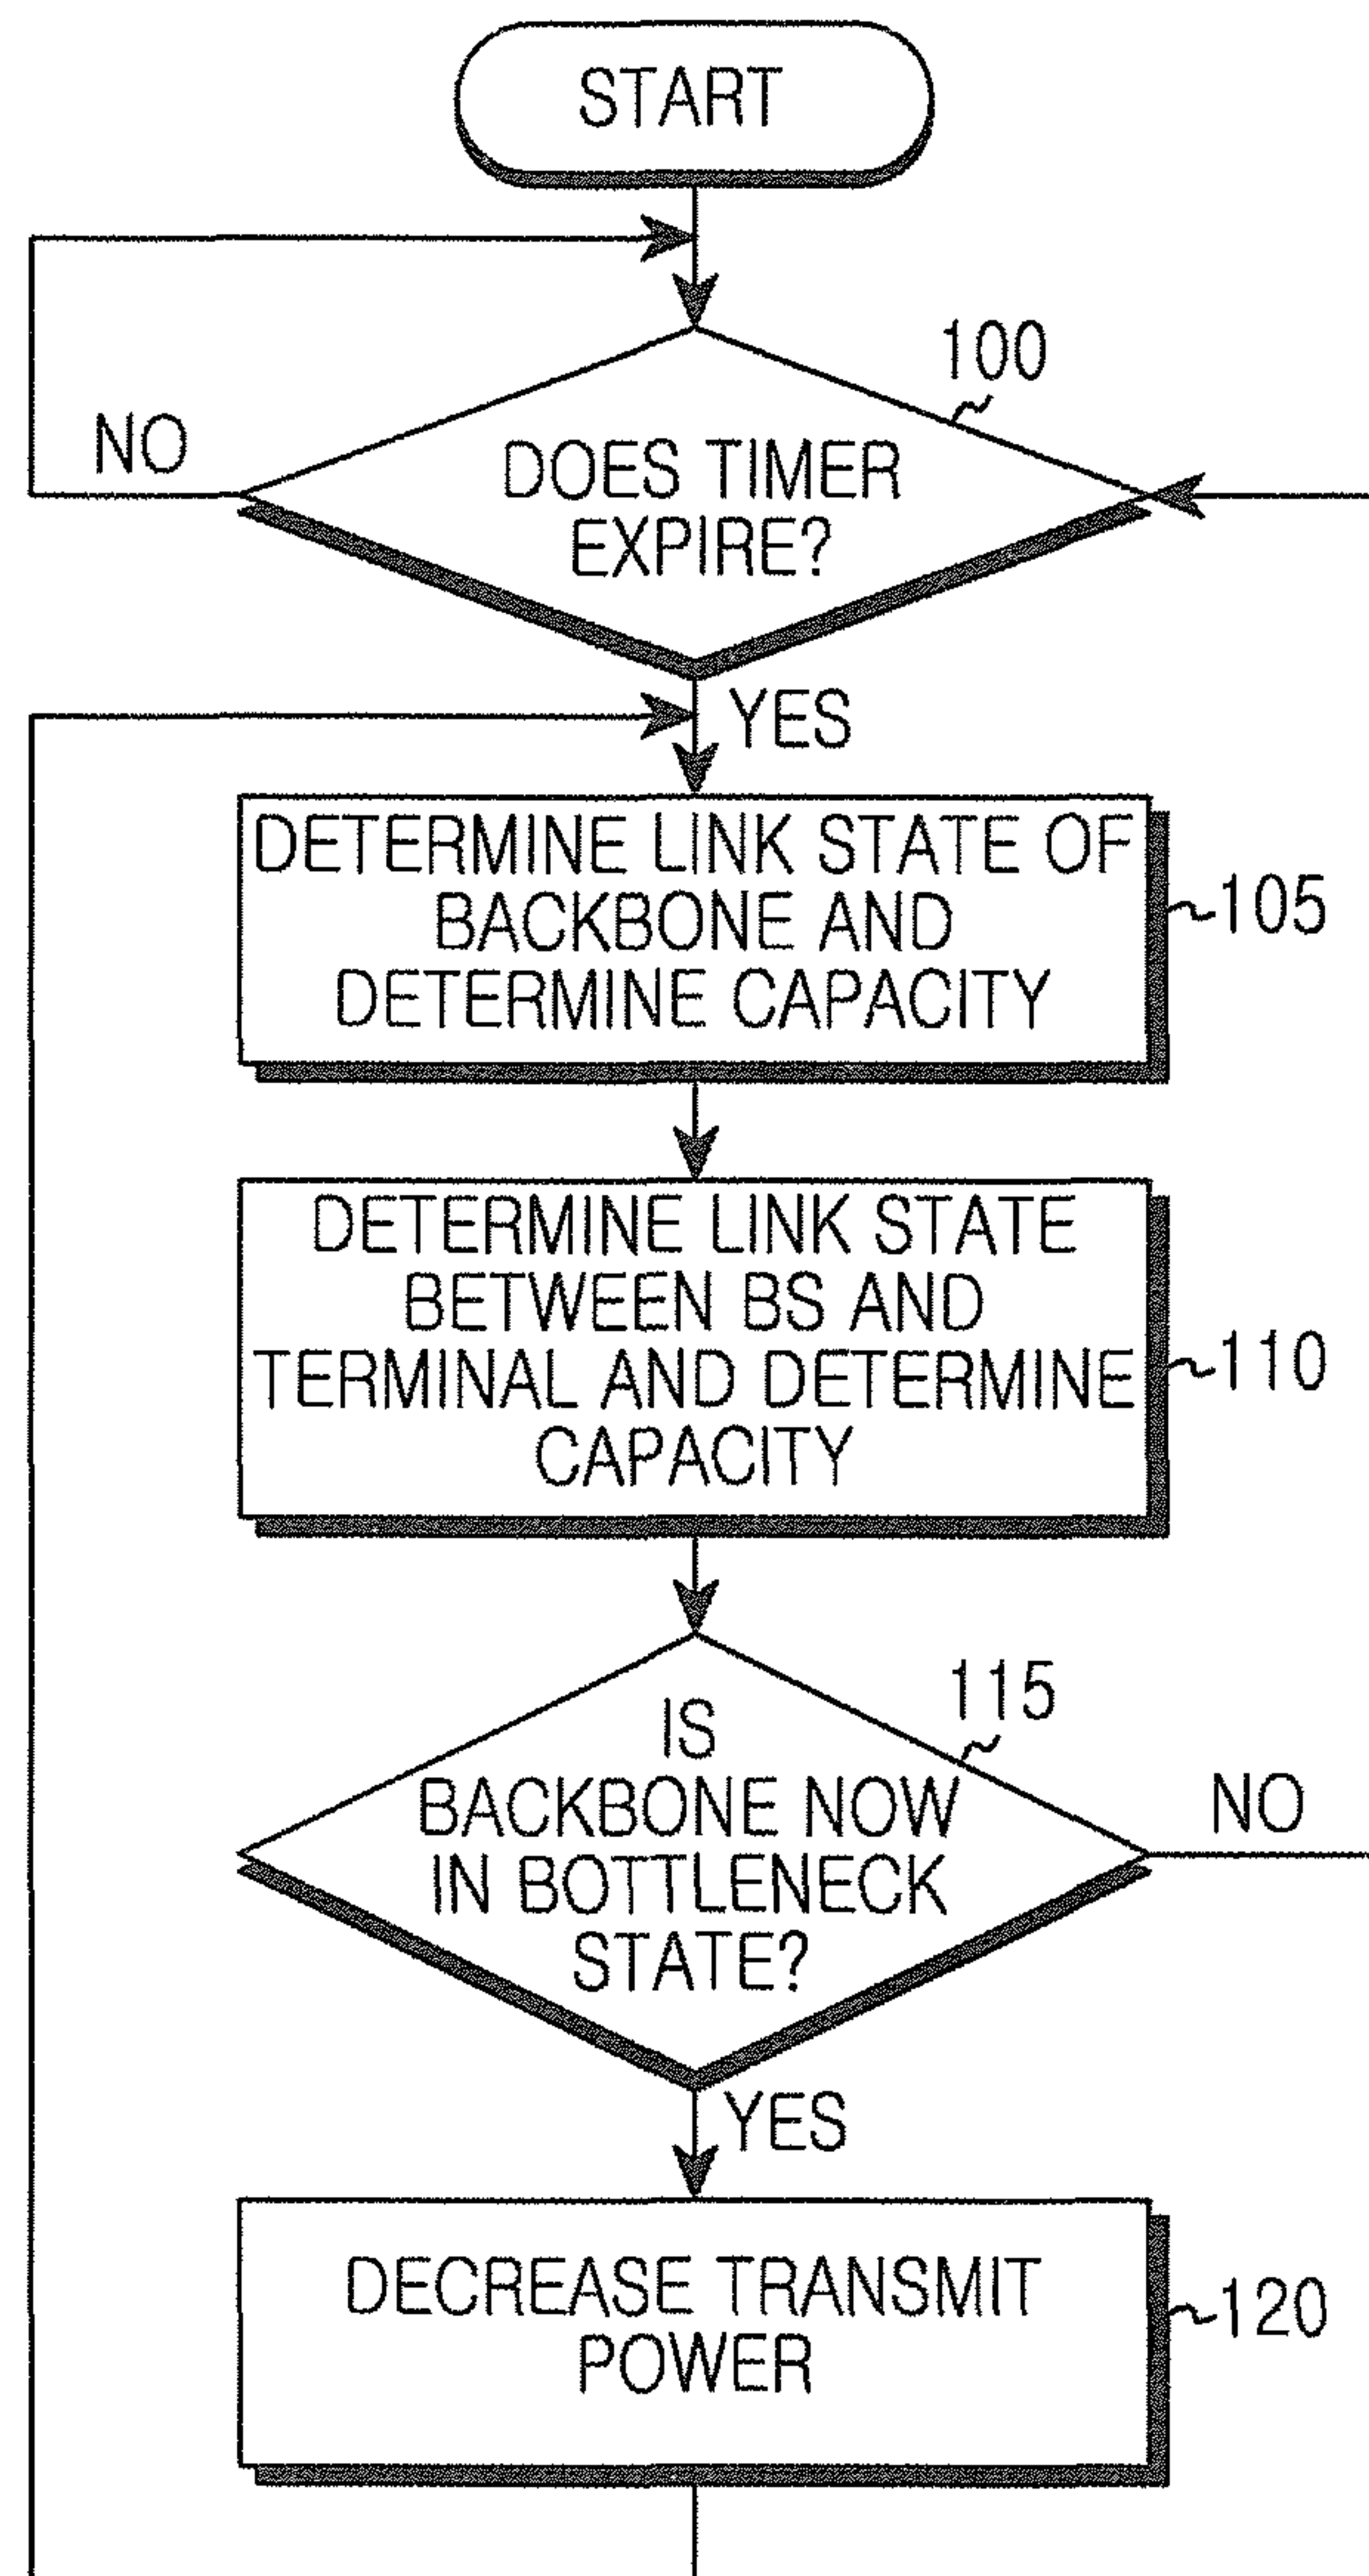 START
100
NO
DOES TIMER
EXPIRE?
YES
DETERMINE LINK STATE OF
BACKBONE AND
DETERMINE CAPACITY
105
DETERMINE LINK STATE
BETWEEN BS AND
TERMINAL AND DETERMINE
CAPACITY
110
115
IS
BACKBONE NOW
IN BOTTLENECK
STATE?
NO
YES
DECREASE TRANSMIT
POWER
120